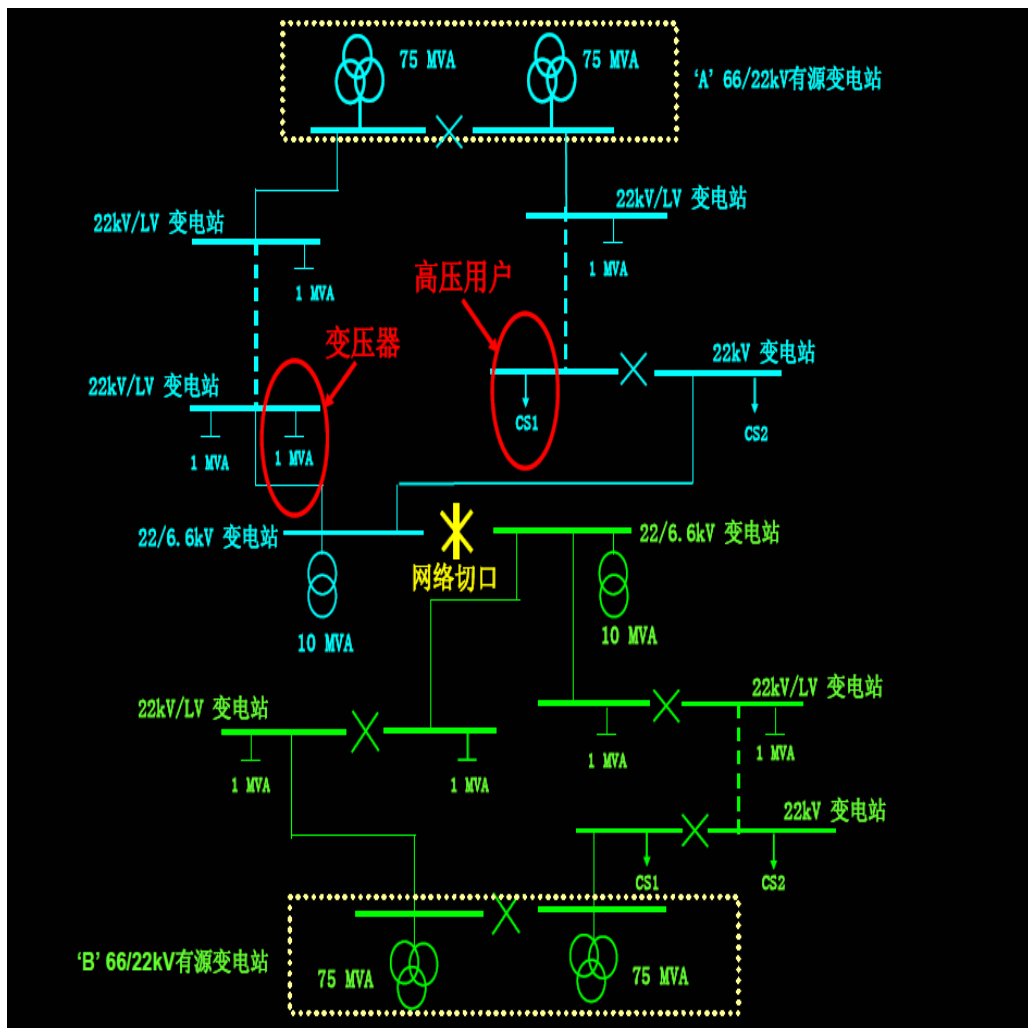 75 MVA
75 MVA
‘A’ 66/22kV有源变电站
22kV/LV 变电站
22kV/LV 变电站
1 MVA
1 MVA
高压用户
变压器
22kV 变电站
22kV/LV 变电站
CS1
CS2
1 MVA
1 MVA
22/6.6kV 变电站
22/6.6kV 变电站
网络切口
10 MVA
10 MVA
22kV/LV 变电站
22kV/LV 变电站
1 MVA
1 MVA
1 MVA
1 MVA
22kV 变电站
CS1
CS2
‘B’ 66/22kV有源变电站
75 MVA
75 MVA